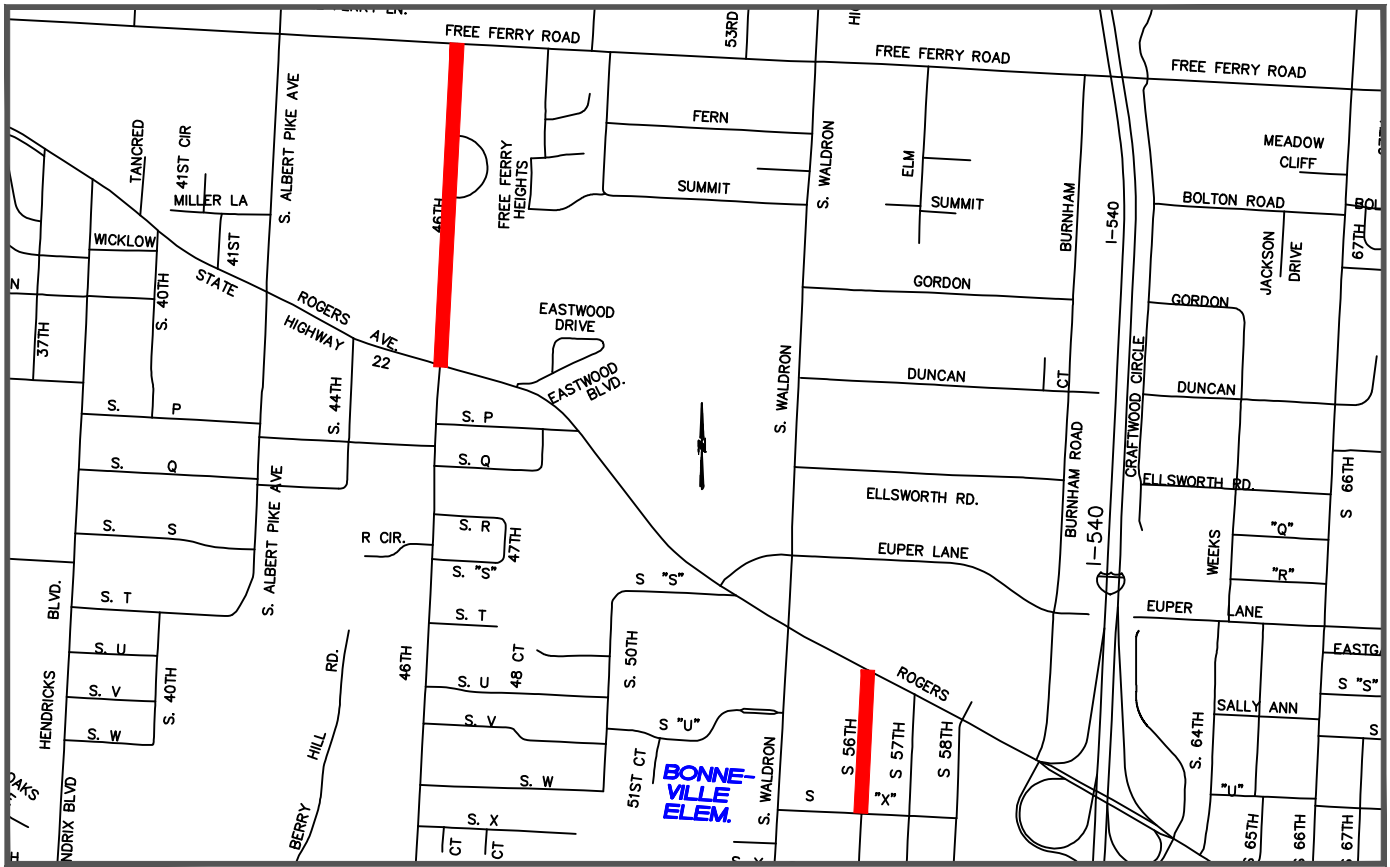 FREE FERRY ROAD
53RD
FREE FERRY ROAD
FREE FERRY ROAD
S. ALBERT PIKE AVE
TANCRED
41ST CIR
MILLER LA
WICKLOW
41ST
S. 40TH
37TH
N
STATE
HIGHWAY
22
ROGERS
AVE.
46TH
FREE FERRY
HEIGHTS
FERN
SUMMIT
S. WALDRON
ELM
SUMMIT
BURNHAM
I-540
MEADOW
CLIFF
BOLTON ROAD
67TH
JACKSON
DRIVE
GORDON
GORDON
EASTWOOD
DRIVE
EASTWOOD
BLVD.
S. WALDRON
DUNCAN
CT
DUNCAN
CRAFTWOOD CIRCLE
S. 44TH
S. P
S. P
S. Q
S. Q
N
ELLSWORTH RD.
ELLSWORTH RD.
BURNHAM ROAD
I-540
S 66TH
S. ALBERT PIKE AVE
S. S
R CIR.
S. R
47TH
S. "S"
EUPER LANE
WEEKS
"Q"
"R"
EUPER LANE
BLVD.
HENDRICKS
S. T
S. T
S "S"
S. U
S. V
S. W
S. 40TH
BERRY HILL RD.
46TH
48 CT
S. 50TH
S. U
S. V
S "U"
S. W
51ST CT
BONNE-
VILLE
ELEM.
S. WALDRON
ROGERS
S 56TH
S 57TH
S 58TH
S "X"
S. 64TH
SALLY ANN
S "S"
S
"U"
S 65TH
S 66TH
S 67TH
S. X
CT
CT